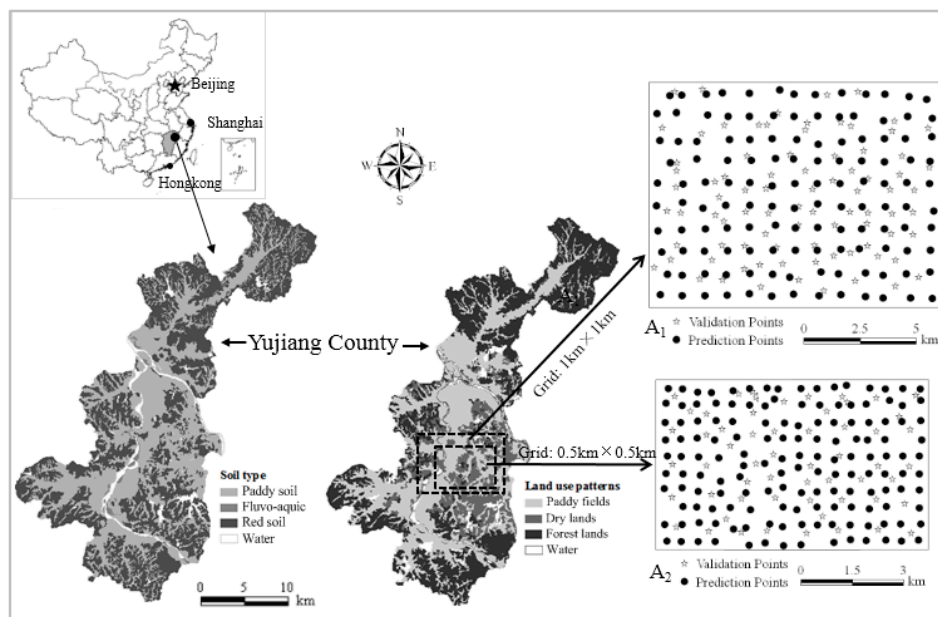 Beijing
Shanghai
Hongkong
N
W
E
S
Yujiang County
Soil type
Paddy soil
Fluvo-aquic
Red soil
Water
0 5 10
km
Land use patterns
Paddy fields
Dry lands
Forest lands
Water
Grid: 1km×1km
Grid: 0.5km×0.5km
A1
Validation Points
Prediction Points
0 2.5 5
km
A2
Validation Points
Prediction Points
0 1.5 3
km